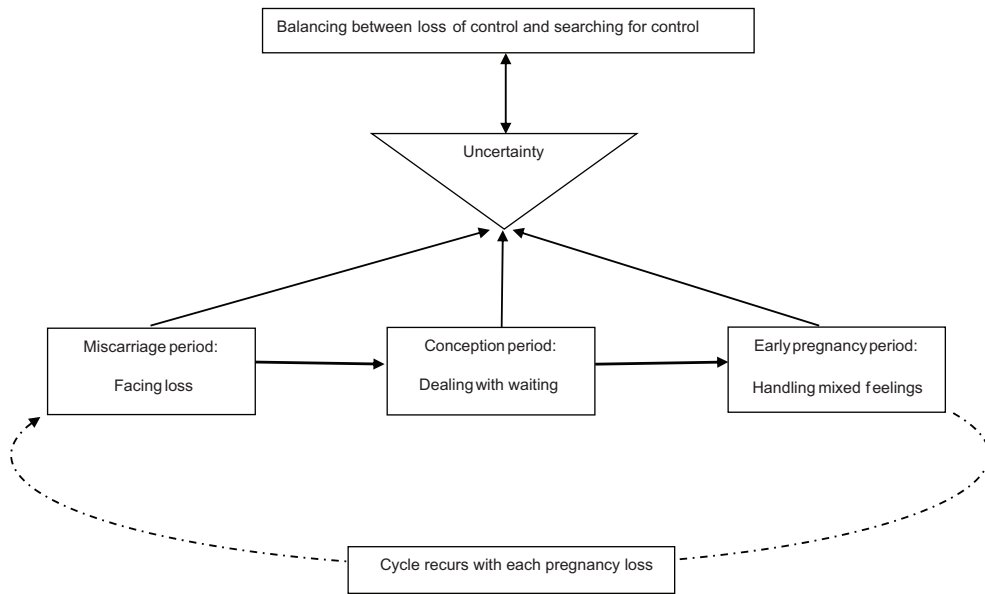 Balancing between loss of control and searching for control
Uncertainty
Miscarriage period:
Facing loss
Conception period:
Dealing with waiting
Early pregnancy period:
Handling mixed feelings
Cycle recurs with each pregnancy loss